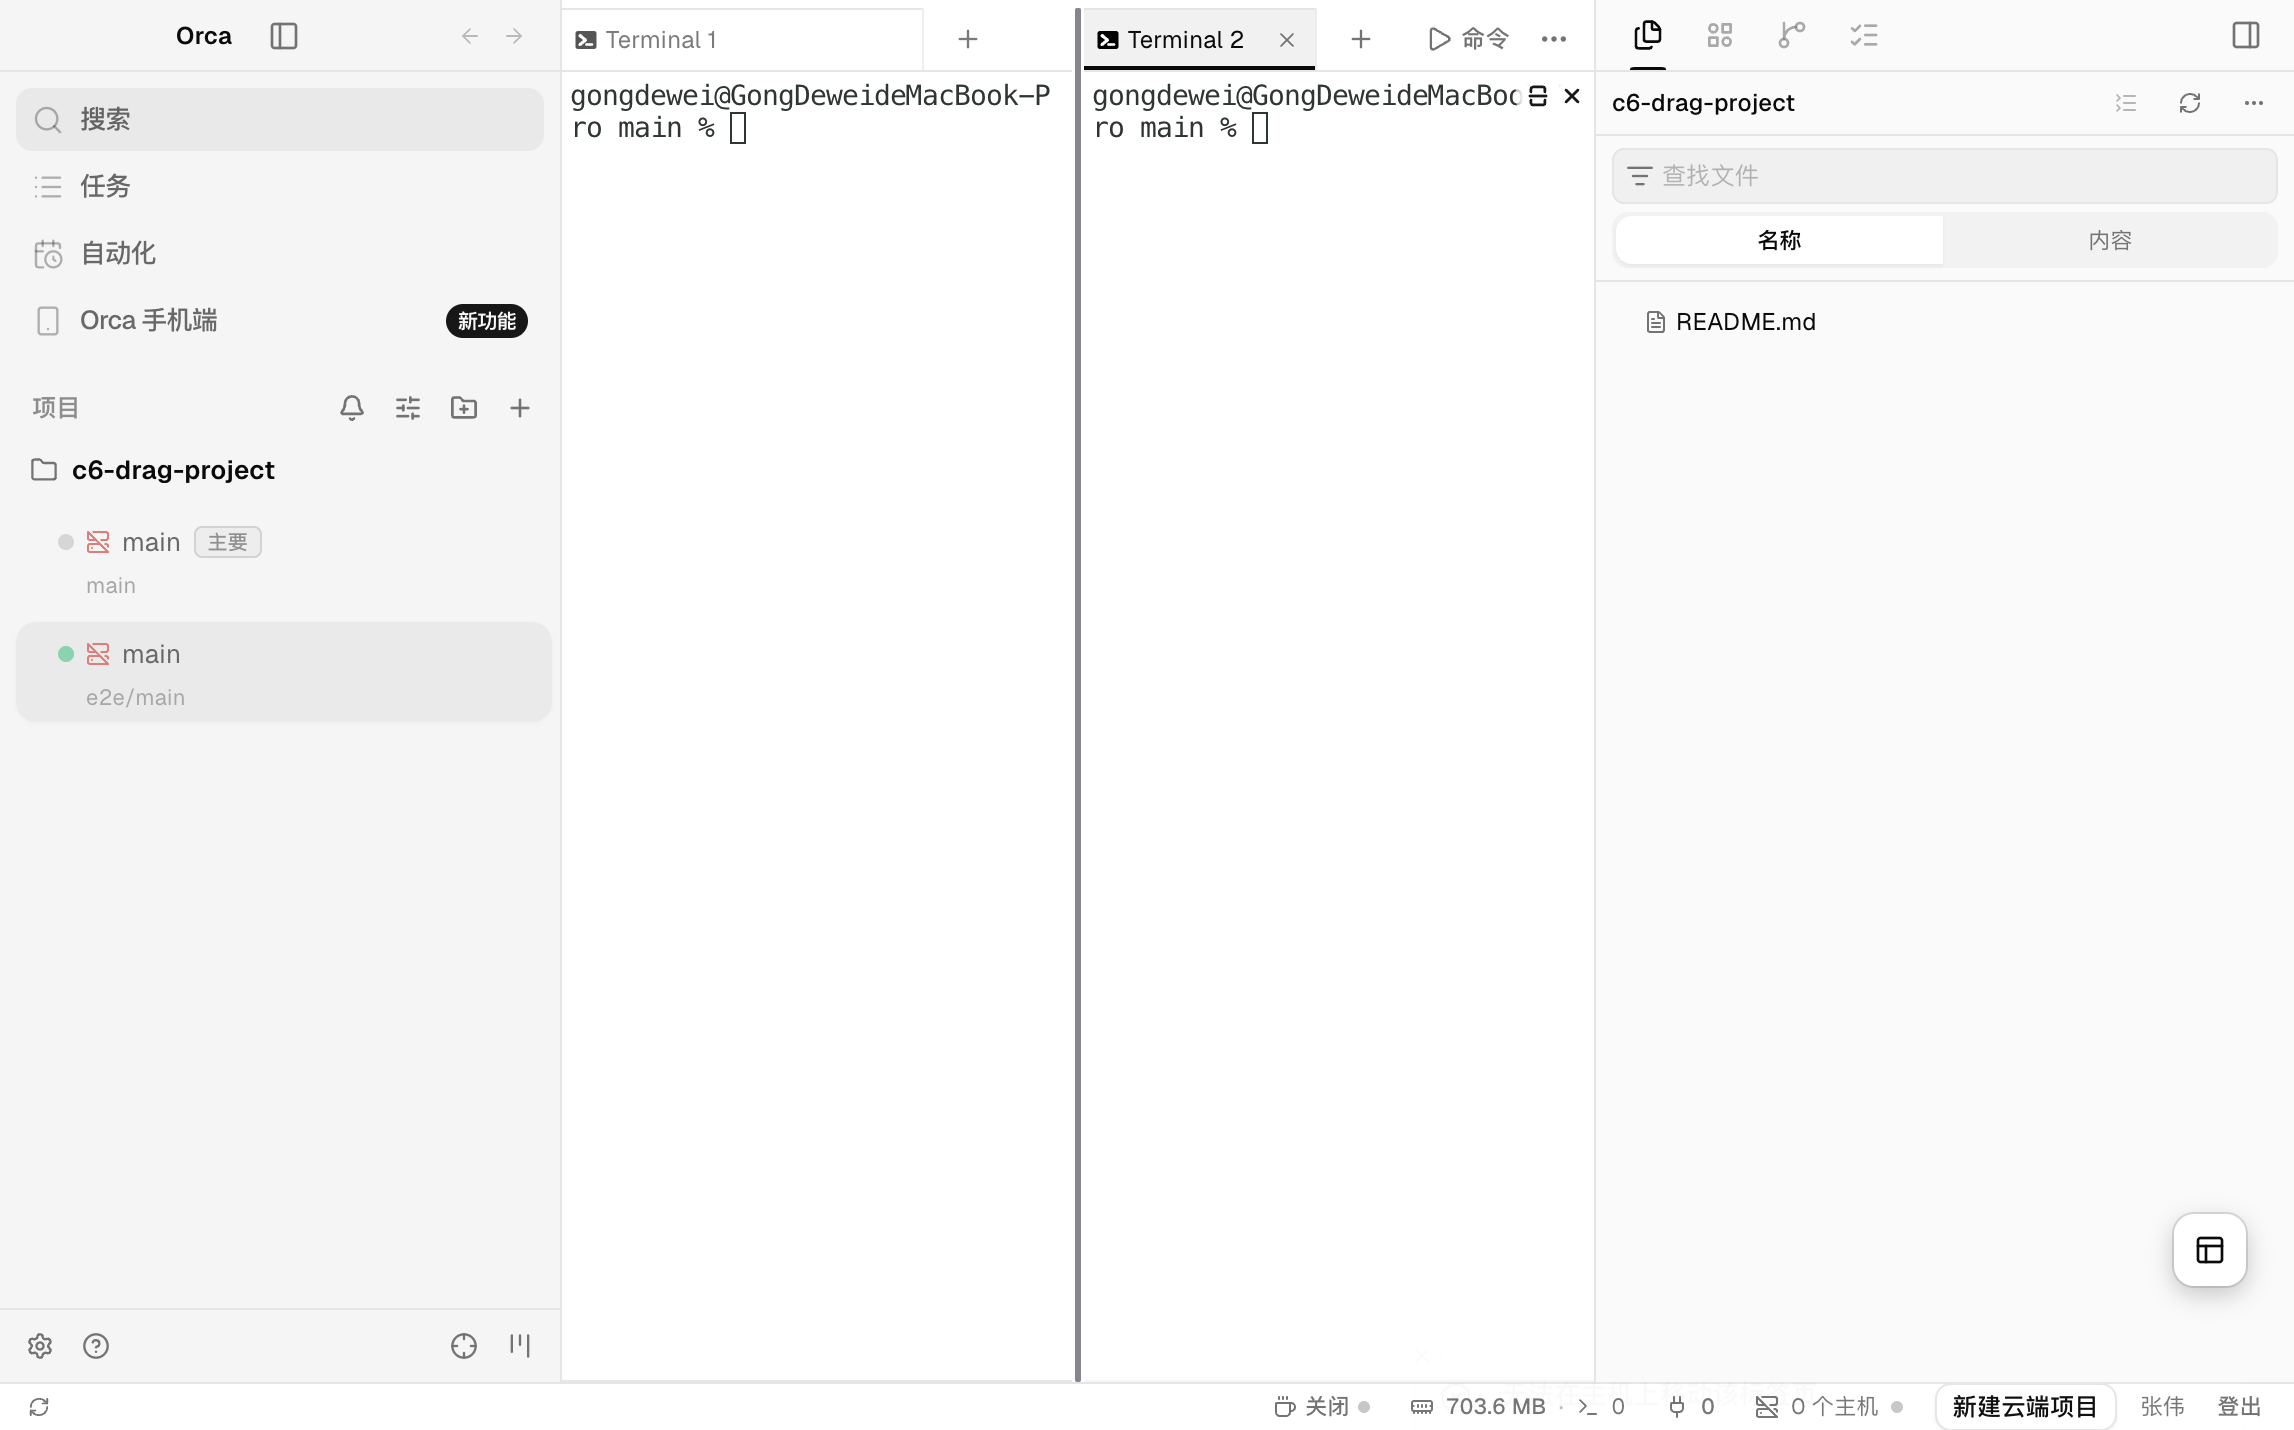 Orca
搜索
任务
自动化
Orca 手机端
新功能
项目
c6-drag-project
main 主要
main
main
e2e/main
Terminal 1
gongdewei@GongDeweideMacBook-P
ro main %
Terminal 2
命令
gongdewei@GongDeweideMacBoo
ro main %
c6-drag-project
查找文件
名称
内容
README.md
关闭
703.6 MB · 0
0
0 个主机
新建云端项目
张伟
登出